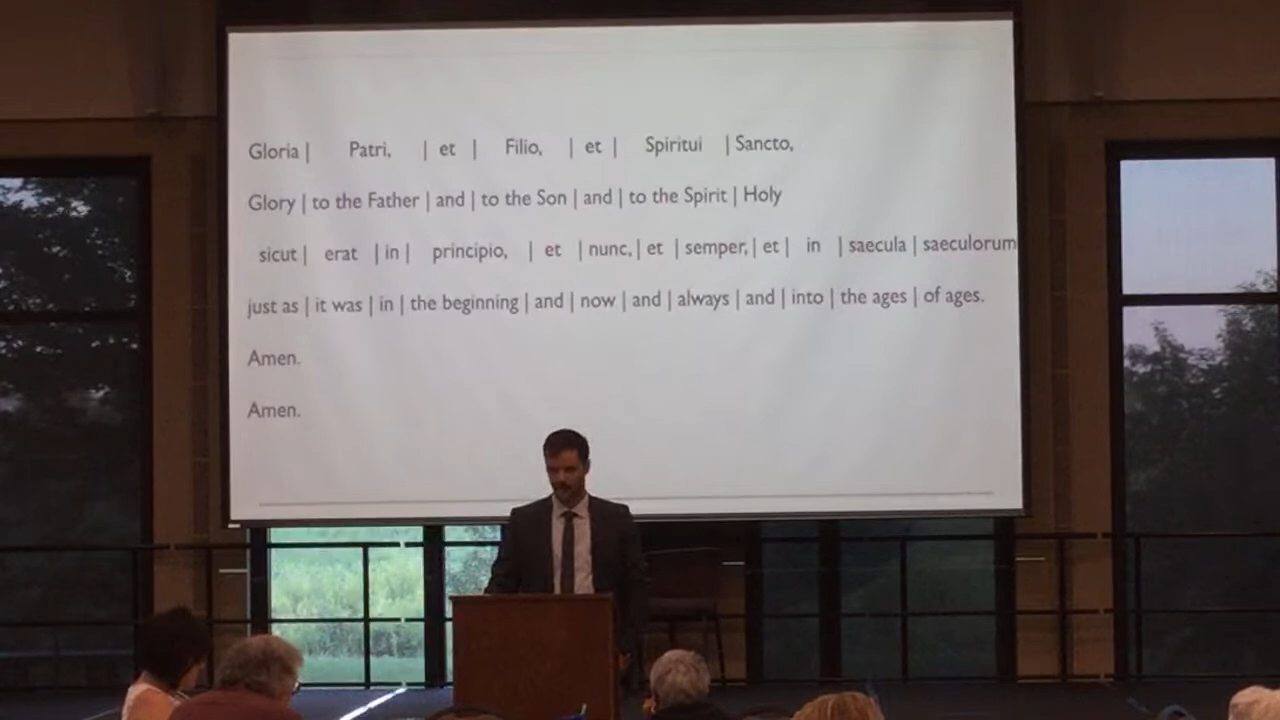 Gloria | Patri, | et | Filio, | et | Spiritui | Sancto,
Glory | to the Father | and | to the Son | and | to the Spirit | Holy
sicut | erat | in | principio, | et | nunc, | et | semper, | et | in | saecula | saeculorum
just as | it was | in | the beginning | and | now | and | always | and | into | the ages | of ages.
Amen.
Amen.